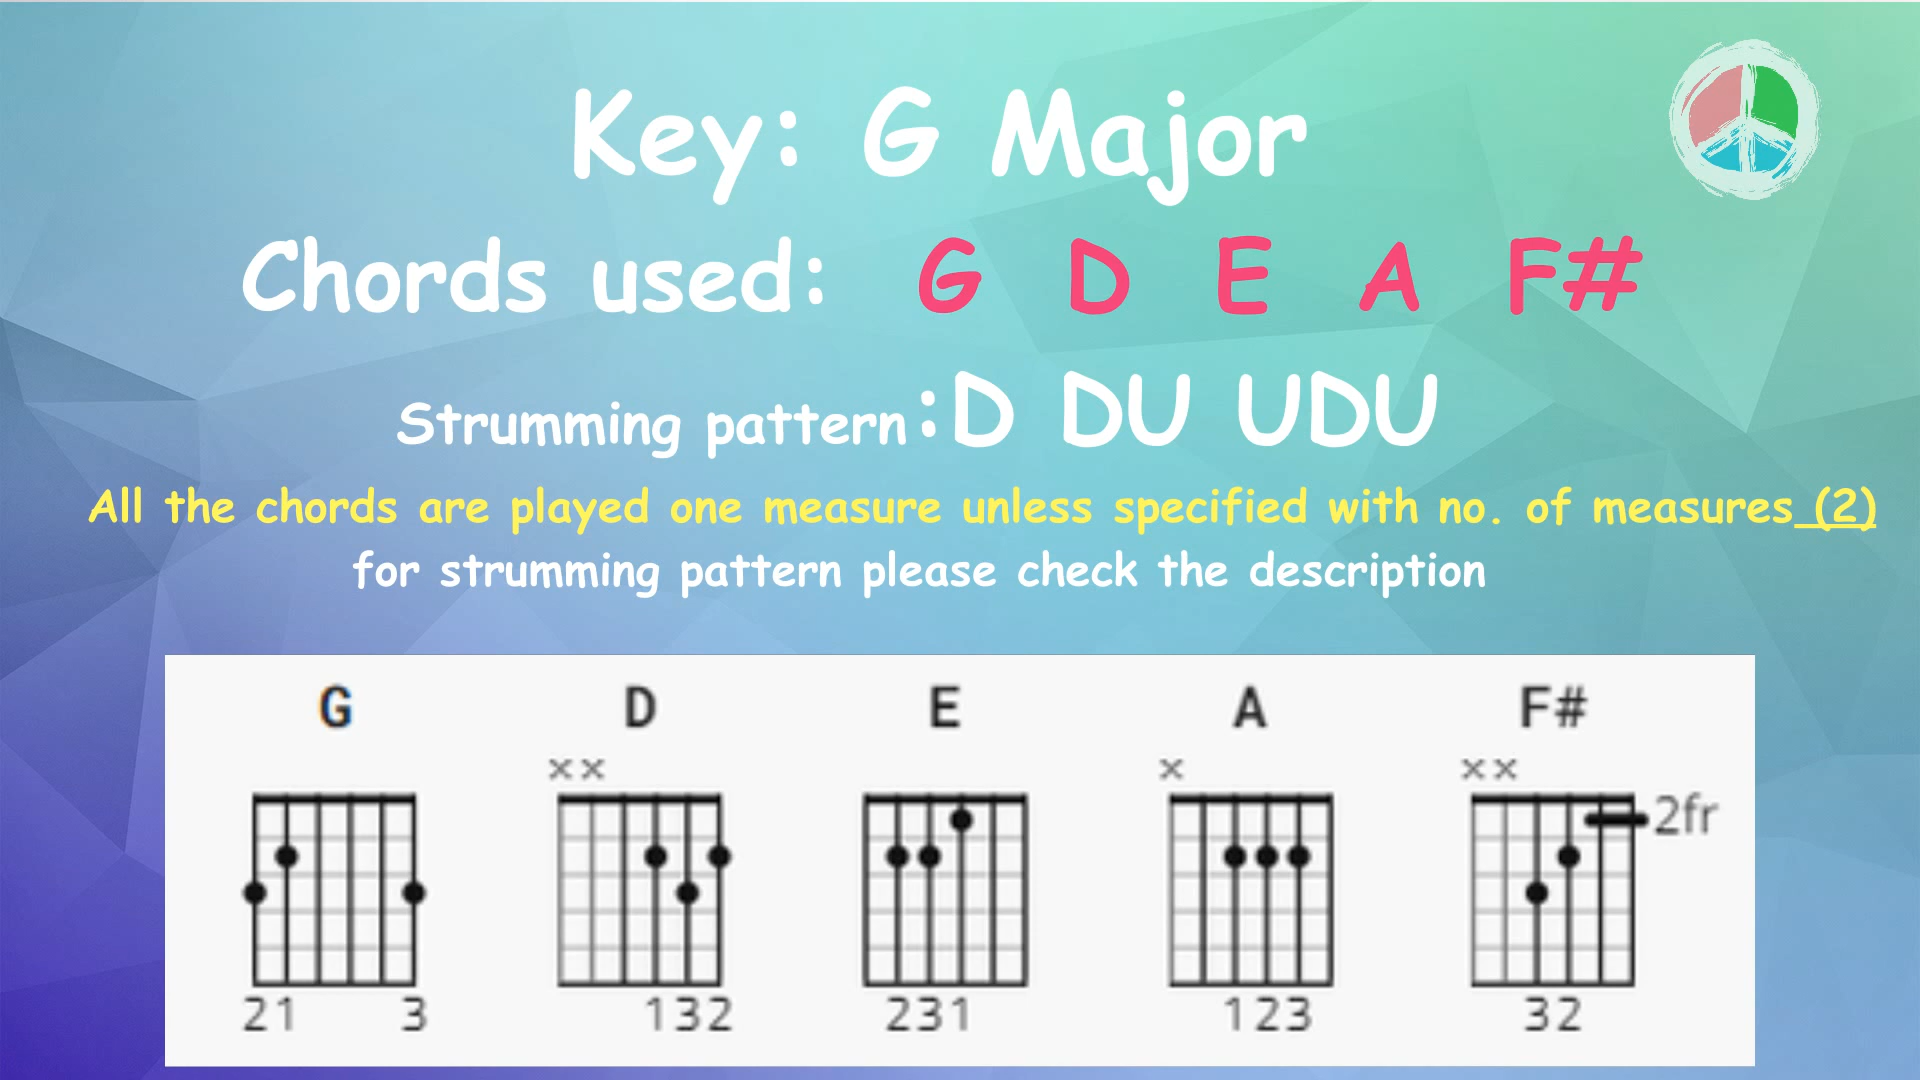 Key: G Major
Chords used: G D E A F#
Strumming pattern:D DU UDU
All the chords are played one measure unless specified with no. of measures (2)
for strumming pattern please check the description
G D E A F#
×× × ××
2fr
21 3 132 231 123 32